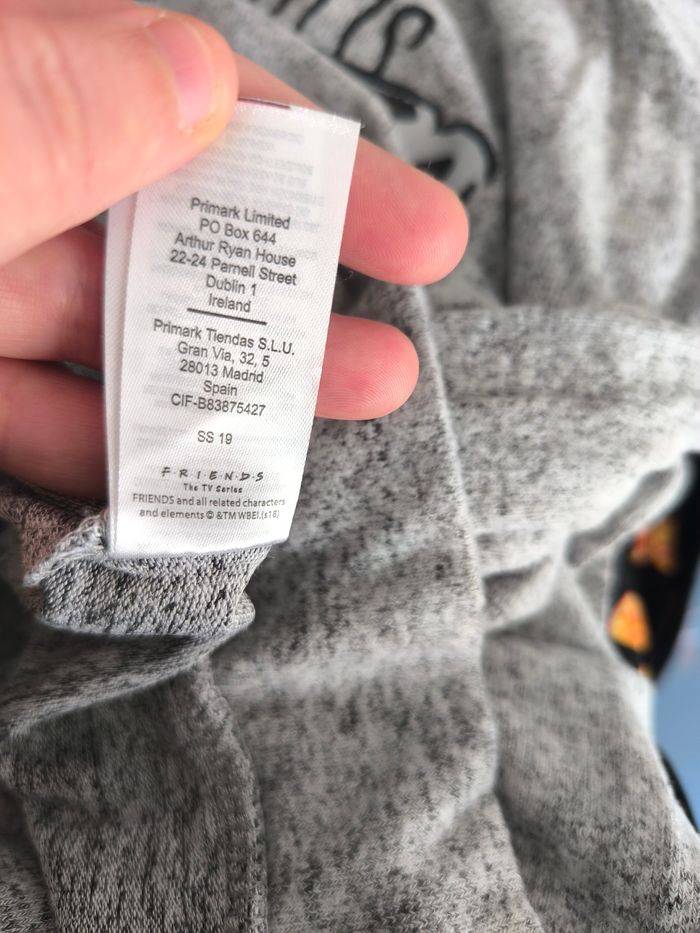 Primark Limited
PO Box 644
Arthur Ryan House
22-24 Parnell Street
Dublin 1
Ireland
Primark Tiendas S.L.U.
Gran Via, 32, 5
28013 Madrid
Spain
CIF-B83875427
SS 19
F·R·I·E·N·D·S
The TV Series
FRIENDS and all related characters
and elements © &TM WBEI.(s18)